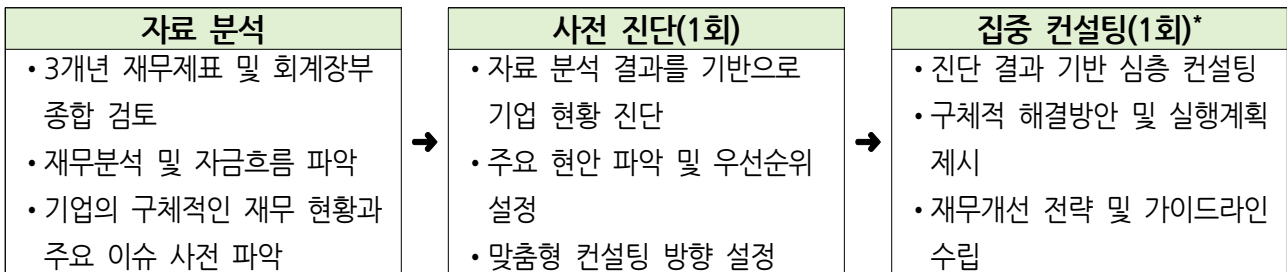 자료 분석
• 3개년 재무제표 및 회계장부
종합 검토
• 재무분석 및 자금흐름 파악
• 기업의 구체적인 재무 현황과
주요 이슈 사전 파악
➜
사전 진단(1회)
• 자료 분석 결과를 기반으로
기업 현황 진단
• 주요 현안 파악 및 우선순위
설정
• 맞춤형 컨설팅 방향 설정
➜
집중 컨설팅(1회)*
• 진단 결과 기반 심층 컨설팅
• 구체적 해결방안 및 실행계획
제시
• 재무개선 전략 및 가이드라인
수립